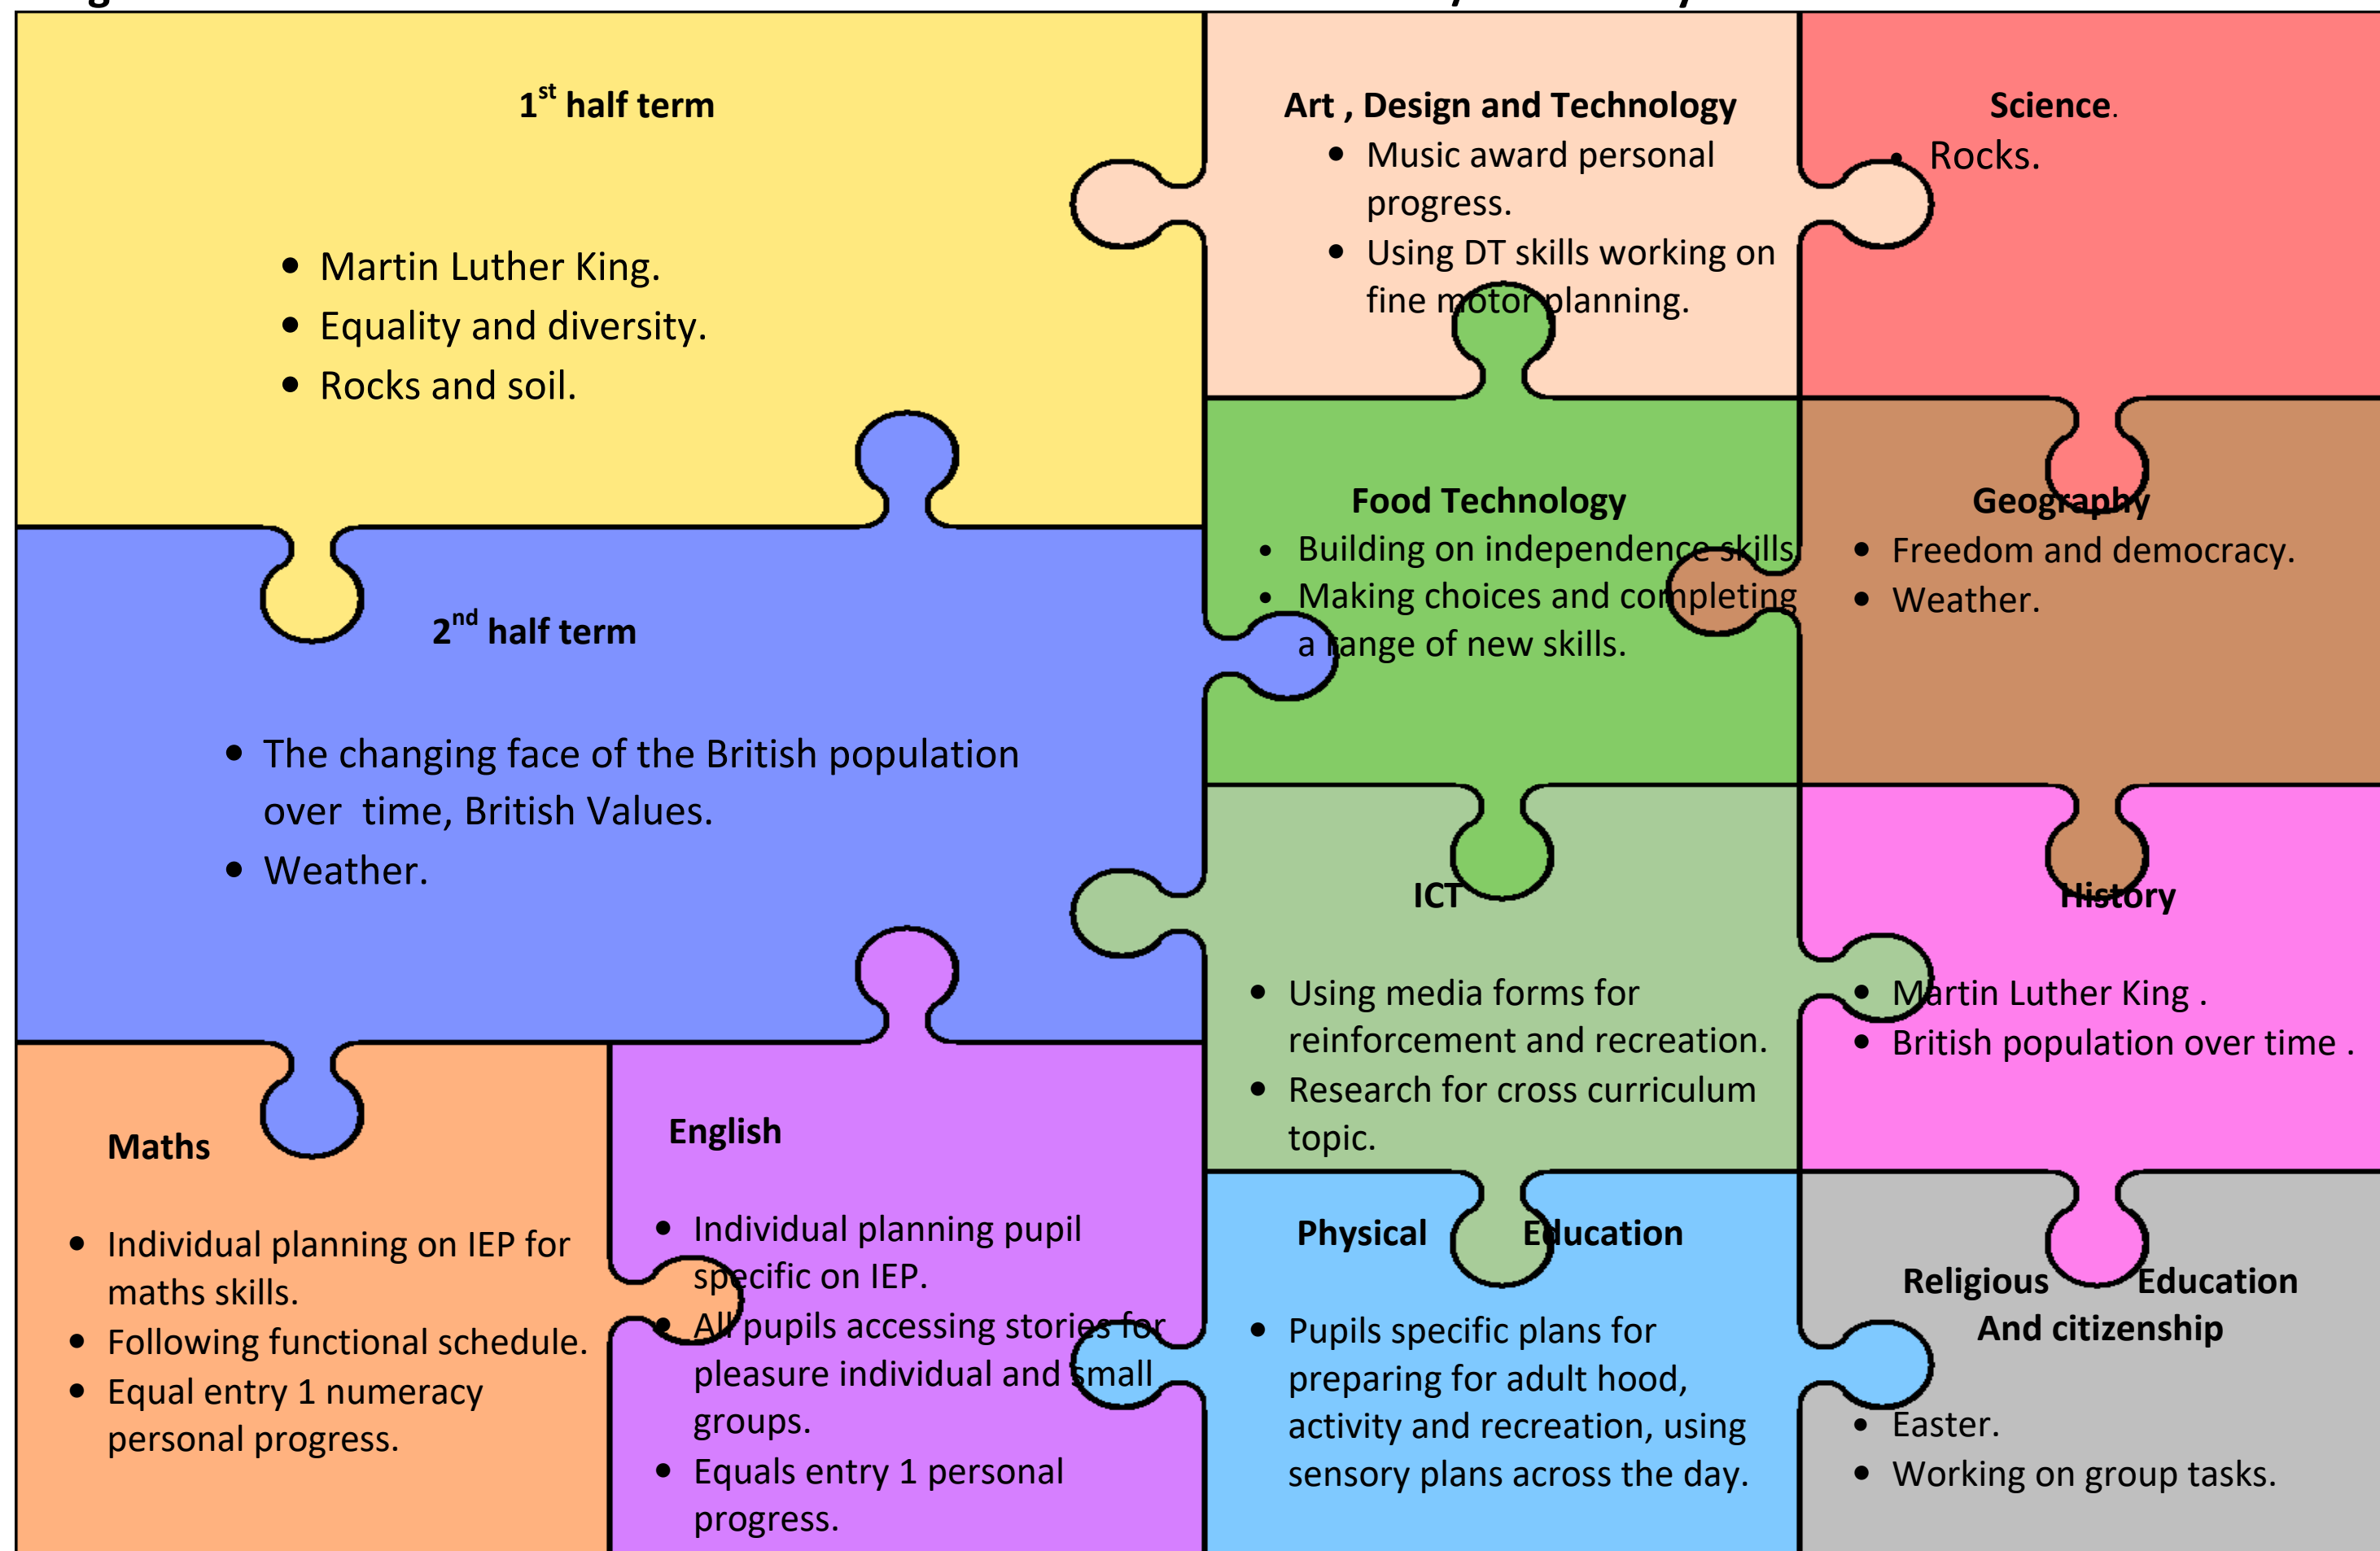 1st half term
• Martin Luther King.
• Equality and diversity.
• Rocks and soil.
Art , Design and Technology
• Music award personal
progress.
• Using DT skills working on
fine motor planning.
Science.
• Rocks.
Food Technology
• Building on independence skills
• Making choices and completing
a range of new skills.
Geography
• Freedom and democracy.
• Weather.
2nd half term
• The changing face of the British population
over  time, British Values.
• Weather.
ICT
• Using media forms for
reinforcement and recreation.
• Research for cross curriculum
topic.
History
• Martin Luther King .
• British population over time .
Maths
• Individual planning on IEP for
maths skills.
• Following functional schedule.
• Equal entry 1 numeracy
personal progress.
English
• Individual planning pupil
specific on IEP.
• All pupils accessing stories for
pleasure individual and small
groups.
• Equals entry 1 personal
progress.
Physical Education
• Pupils specific plans for
preparing for adult hood,
activity and recreation, using
sensory plans across the day.
Religious Education
And citizenship
• Easter.
• Working on group tasks.